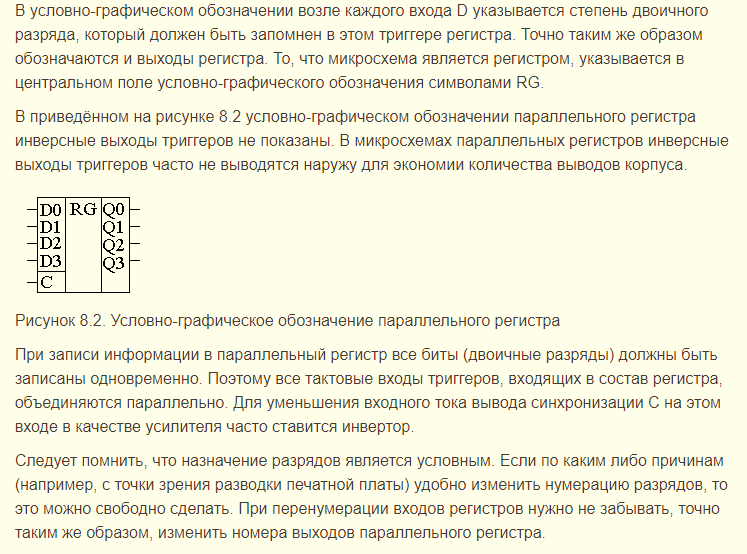 В условно-графическом обозначении возле каждого входа D указывается степень двоичного
разряда, который должен быть запомнен в этом триггере регистра. Точно таким же образом
обозначаются и выходы регистра. То, что микросхема является регистром, указывается в
центральном поле условно-графического обозначения символами RG.
В приведённом на рисунке 8.2 условно-графическом обозначении параллельного регистра
инверсные выходы триггеров не показаны. В микросхемах параллельных регистров инверсные
выходы триггеров часто не выводятся наружу для экономии количества выводов корпуса.
D0 RG Q0
D1 Q1
D2 Q2
D3 Q3
C
Рисунок 8.2. Условно-графическое обозначение параллельного регистра
При записи информации в параллельный регистр все биты (двоичные разряды) должны быть
записаны одновременно. Поэтому все тактовые входы триггеров, входящих в состав регистра,
объединяются параллельно. Для уменьшения входного тока вывода синхронизации C на этом
входе в качестве усилителя часто ставится инвертор.
Следует помнить, что назначение разрядов является условным. Если по каким либо причинам
(например, с точки зрения разводки печатной платы) удобно изменить нумерацию разрядов, то
это можно свободно сделать. При перенумерации входов регистров нужно не забывать, точно
таким же образом, изменить номера выходов параллельного регистра.